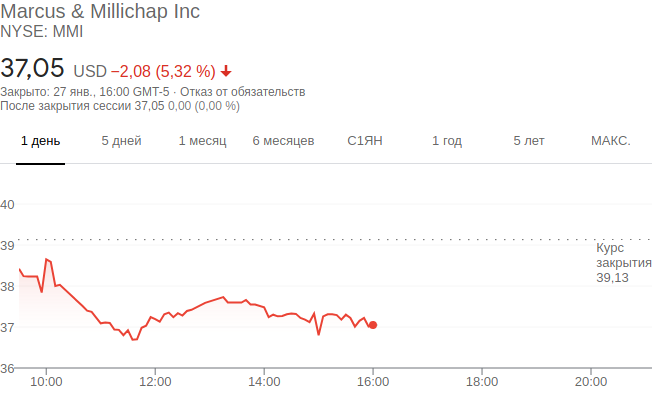 Marcus & Millichap Inc
NYSE: MMI
37,05 USD −2,08 (5,32 %)
Закрыто: 27 янв., 16:00 GMT-5 · Отказ от обязательств
После закрытия сессии 37,05 0,00 (0,00 %)
1 день 5 дней 1 месяц 6 месяцев С1ЯН 1 год 5 лет МАКС.
40
39
Курс
закрытия
39,13
38
37
36
10:00 12:00 14:00 16:00 18:00 20:00